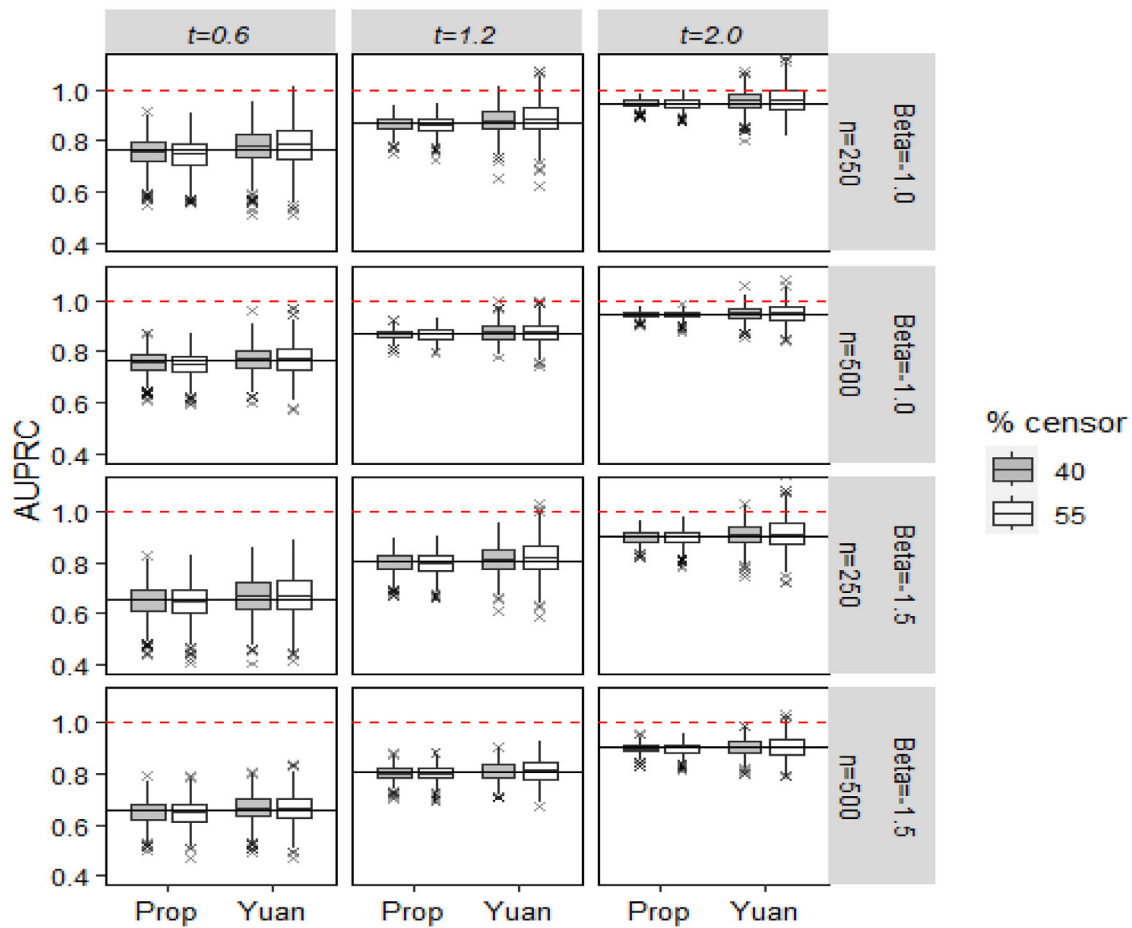 t=0.6 t=1.2 t=2.0
1.0
0.8
0.6
0.4
n=250
Beta=-1.0
1.0
0.8
0.6
0.4
n=500
Beta=-1.0
AUPRC
% censor
40
55
1.0
0.8
0.6
0.4
n=250
Beta=-1.5
1.0
0.8
0.6
0.4
n=500
Beta=-1.5
Prop Yuan Prop Yuan Prop Yuan